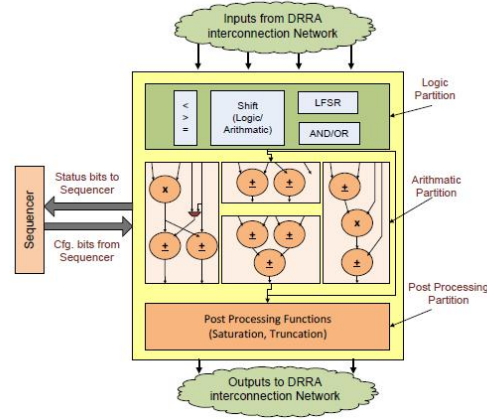 Inputs from DRRA
interconnection Network
<
>
=
Shift
(Logic/
Arithmatic)
LFSR
AND/OR
Logic
Partition
Status bits to
Sequencer
Sequencer
Cfg. bits from
Sequencer
x
±
±
±
±
±
±
±
±
x
±
Arithmatic
Partition
Post Processing Functions
(Saturation, Truncation)
Post Processing
Partition
Outputs to DRRA
interconnection Network